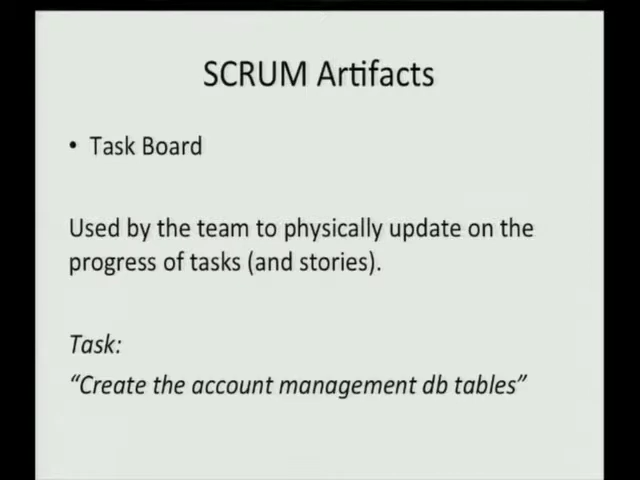 SCRUM Artifacts
• Task Board
Used by the team to physically update on the
progress of tasks (and stories).
Task:
“Create the account management db tables”